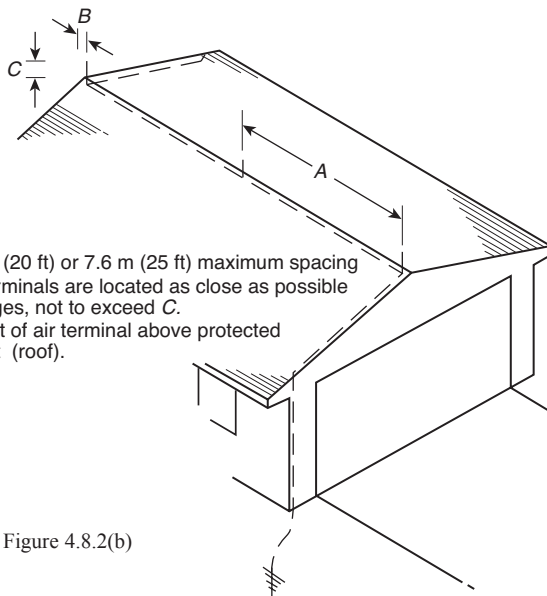 B
C
A
(20 ft) or 7.6 m (25 ft) maximum spacing
rminals are located as close as possible
ges, not to exceed C.
t of air terminal above protected
(roof).
Figure 4.8.2(b)